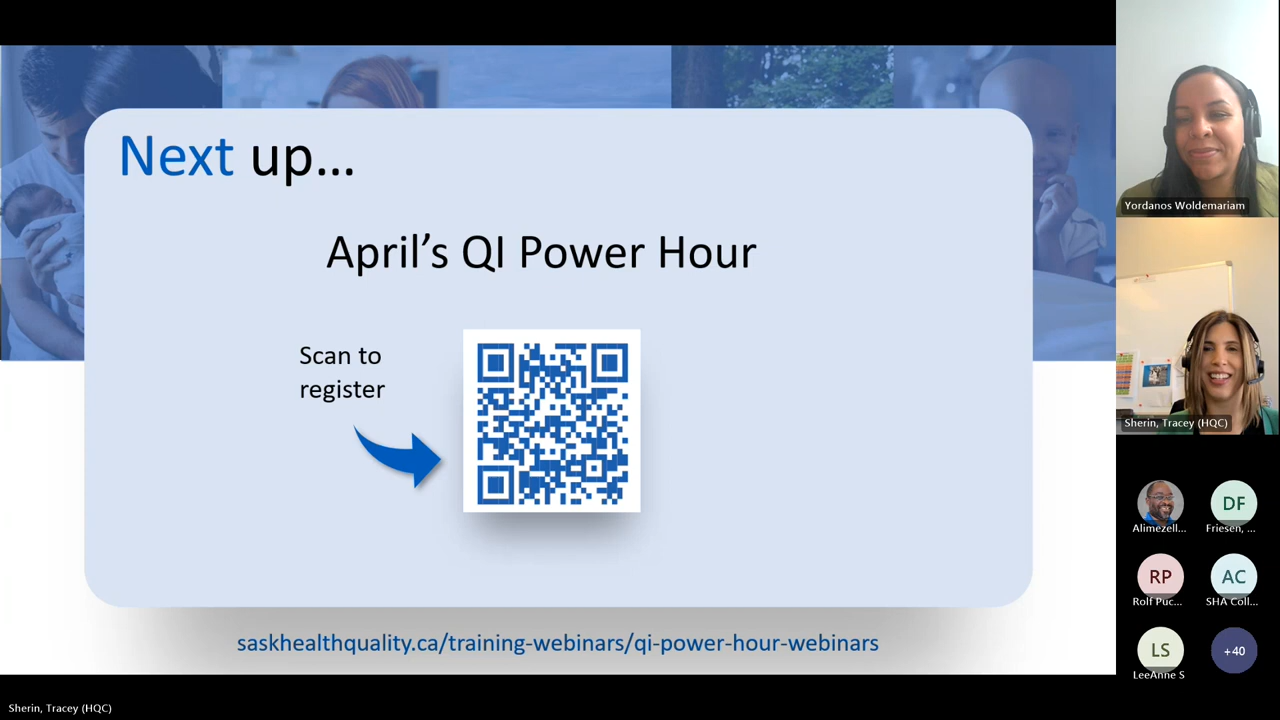 Next up...
April's QI Power Hour
Scan to
register
saskhealthquality.ca/training-webinars/qi-power-hour-webinars
Yordanos Woldemariam
Sherin, Tracey (HQC)
Alimezell...
DF
Friesen, ...
RP
Rolf Puc...
AC
SHA Coll...
LS
LeeAnne S
+40
Sherin, Tracey (HQC)